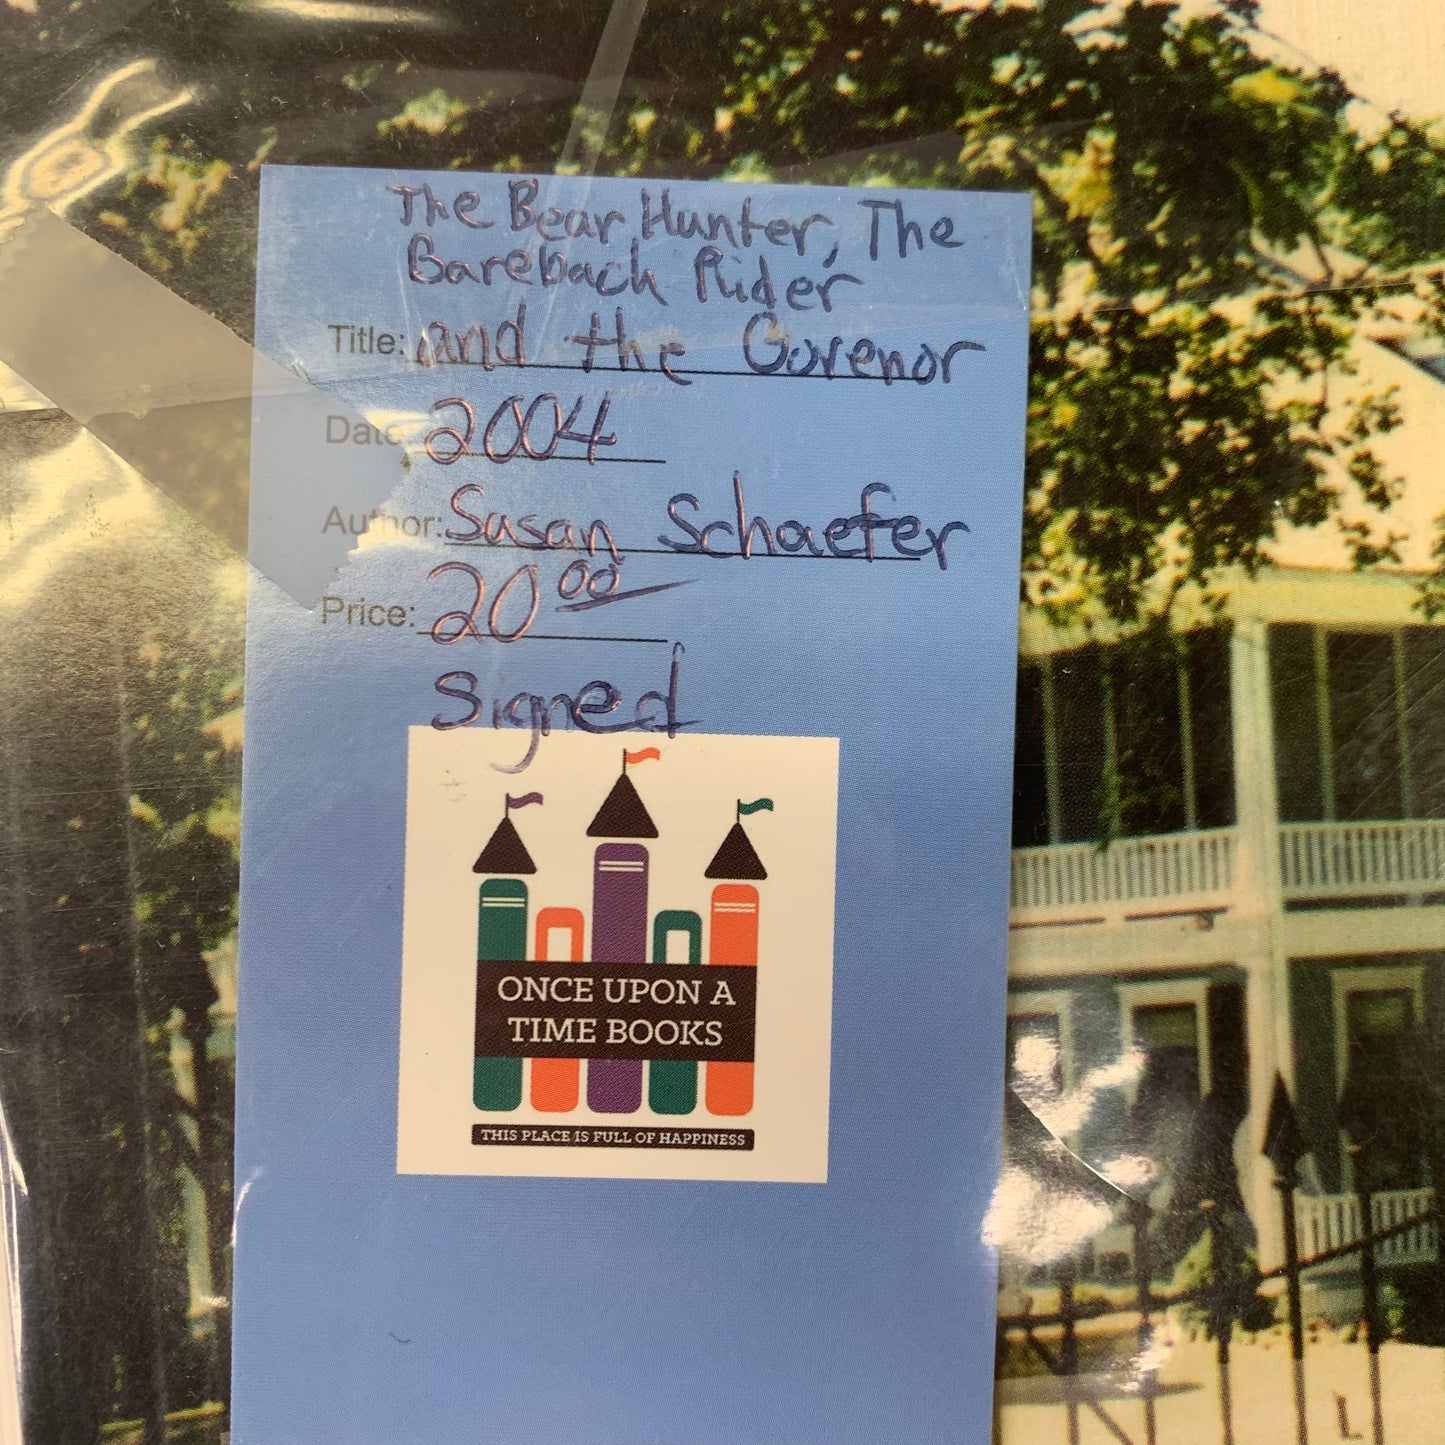 The Bear Hunter, The
Bareback Rider
Title: and the Govenor
Date: 2004
Author: Susan Schaefer
Price: 20 00
Signed
ONCE UPON A
TIME BOOKS
THIS PLACE IS FULL OF HAPPINESS
L